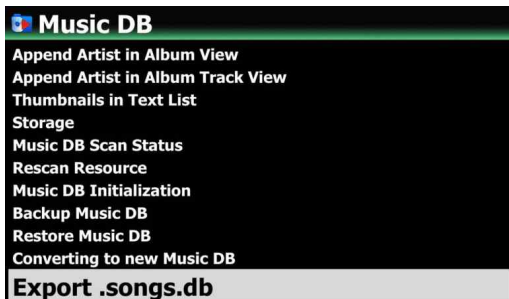 Music DB
Append Artist in Album View
Append Artist in Album Track View
Thumbnails in Text List
Storage
Music DB Scan Status
Rescan Resource
Music DB Initialization
Backup Music DB
Restore Music DB
Converting to new Music DB
Export .songs.db